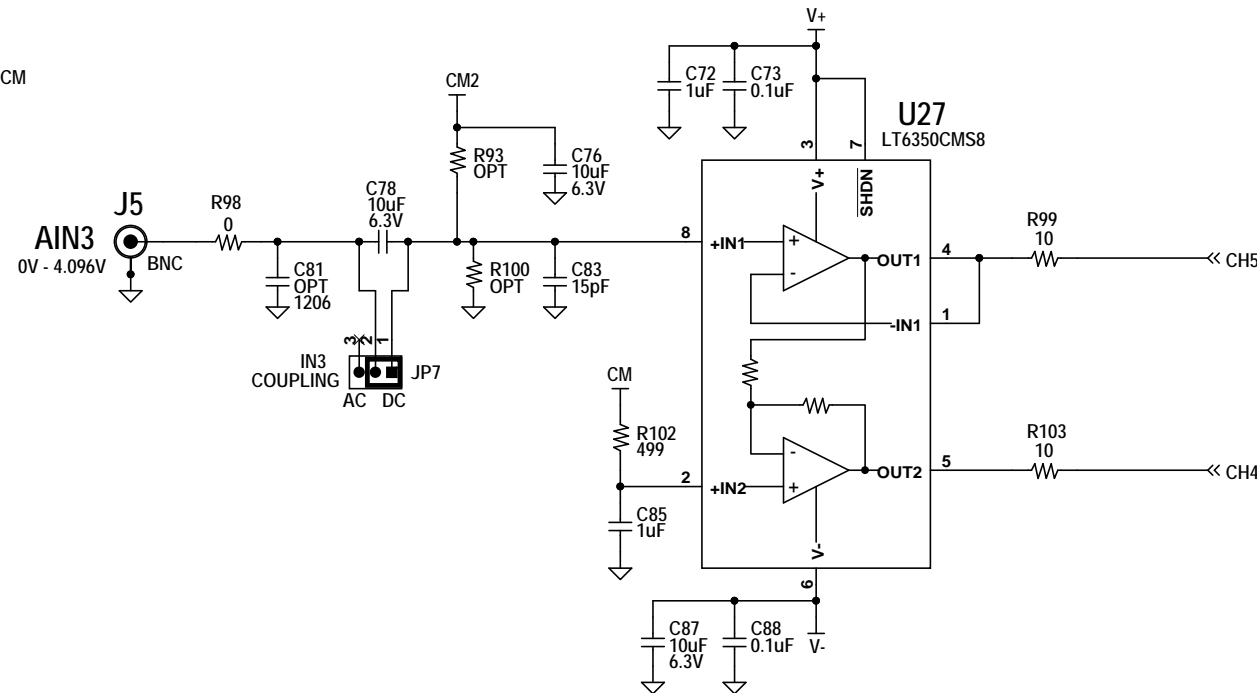 CM
V+
C72
1uF
C73
0.1uF
U27
LT6350CMS8
CM2
R93
OPT
C76
10uF
6.3V
3
7
V+
SHDN
J5
AIN3
0V - 4.096V
BNC
R98
0
C78
10uF
6.3V
C81
OPT
1206
R100
OPT
C83
15pF
8
+IN1
+
-
OUT1
4
R99
10
CH5
-IN1
1
3
2
1
IN3
COUPLING
JP7
AC
DC
CM
R102
499
2
+IN2
-
+
OUT2
5
R103
10
CH4
C85
1uF
V-
6
C87
10uF
6.3V
C88
0.1uF
V-